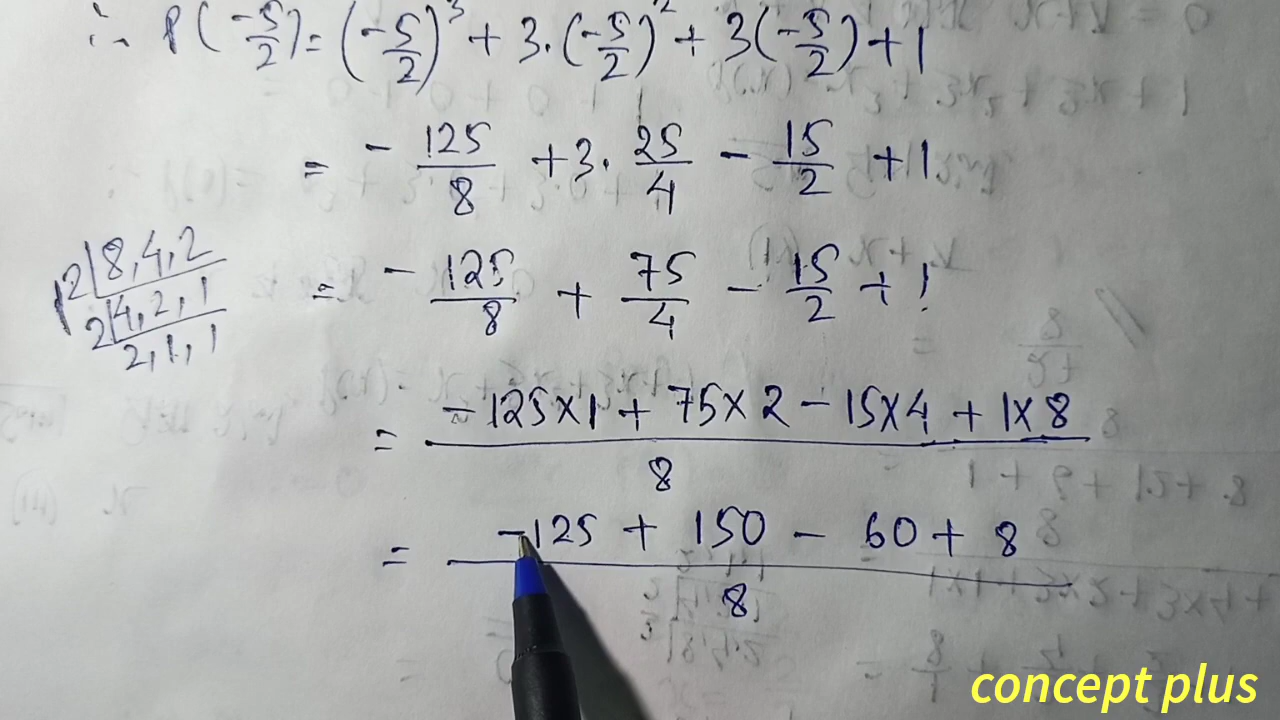 ∴ P(-5/2) = (-5/2)³ + 3·(-5/2)² + 3(-5/2) + 1
= - 125/8 + 3· 25/4 - 15/2 + 1
= - 125/8 + 75/4 - 15/2 + 1
2|8,4,2
2|4,2,1
2,1,1
= -125×1 + 75×2 - 15×4 + 1×8 / 8
= -125 + 150 - 60 + 8 / 8
concept plus